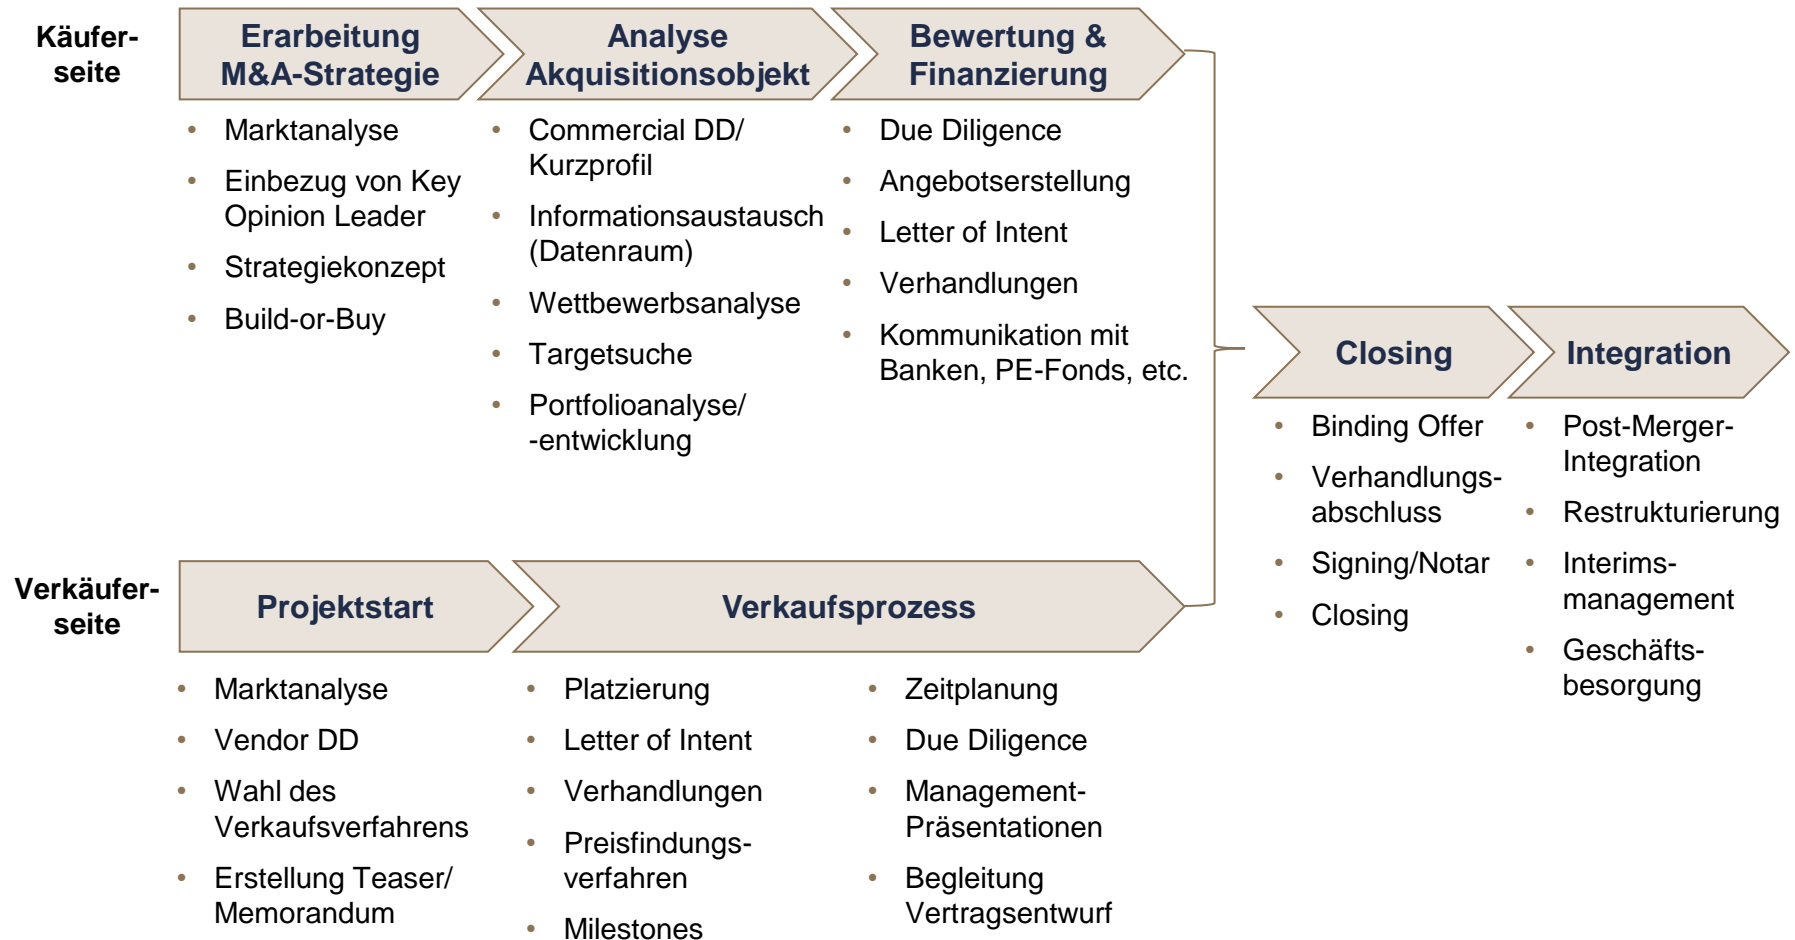 Käufer-
seite
Erarbeitung
M&A-Strategie
• Marktanalyse
• Einbezug von Key
Opinion Leader
• Strategiekonzept
• Build-or-Buy
Analyse
Akquisitionsobjekt
• Commercial DD/
Kurzprofil
• Informationsaustausch
(Datenraum)
• Wettbewerbsanalyse
• Targetsuche
• Portfolioanalyse/
-entwicklung
Bewertung &
Finanzierung
• Due Diligence
• Angebotserstellung
• Letter of Intent
• Verhandlungen
• Kommunikation mit
Banken, PE-Fonds, etc.
Verkäufer-
seite
Projektstart
• Marktanalyse
• Vendor DD
• Wahl des
Verkaufsverfahrens
• Erstellung Teaser/
Memorandum
Verkaufsprozess
• Platzierung
• Letter of Intent
• Verhandlungen
• Preisfindungs-
verfahren
• Milestones
• Zeitplanung
• Due Diligence
• Management-
Präsentationen
• Begleitung
Vertragsentwurf
Closing
• Binding Offer
• Verhandlungs-
abschluss
• Signing/Notar
• Closing
Integration
• Post-Merger-
Integration
• Restrukturierung
• Interims-
management
• Geschäfts-
besorgung